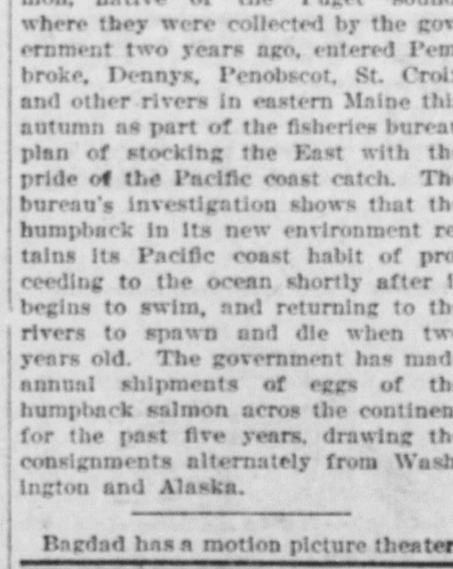 mon, native of the Puget sound
where they were collected by the gov
ernment two years ago, entered Pem
broke, Dennys, Penobscot, St. Croi
and other rivers in eastern Maine thi
autumn as part of the fisheries bureau
plan of stocking the East with th
pride of the Pacific coast catch. Th
bureau's investigation shows that th
humpback in its new environment re
tains its Pacific coast habit of pro
ceeding to the ocean shortly after i
begins to swim, and returning to th
rivers to spawn and die when two
years old. The government has mad
annual shipments of eggs of th
humpback salmon acros the continen
for the past five years, drawing th
consignments alternately from Wash
ington and Alaska.
Bagdad has a motion picture theater